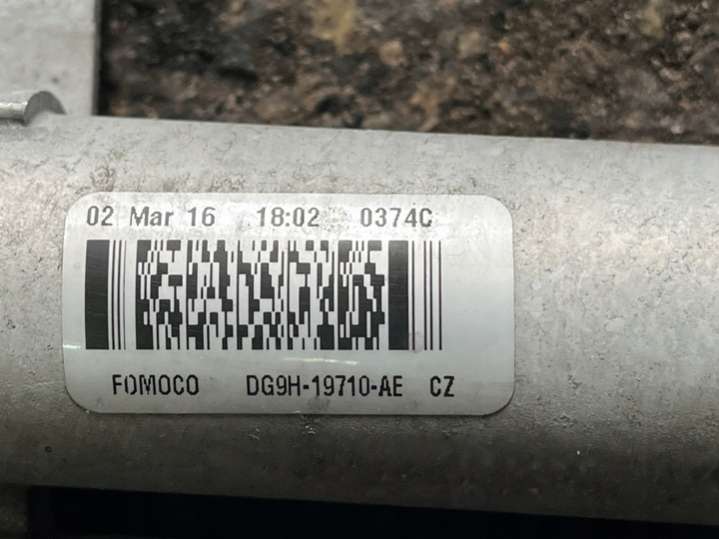 02 Mar 16 18:02 0374C
FOMOCO DG9H-19710-AE CZ